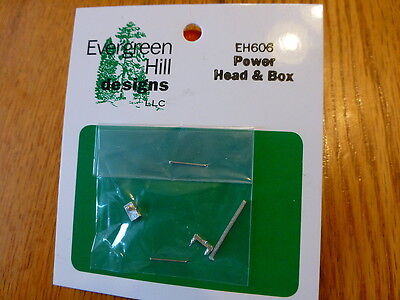 Evergreen
Hill
designs
LLC
EH606
Power
Head & Box